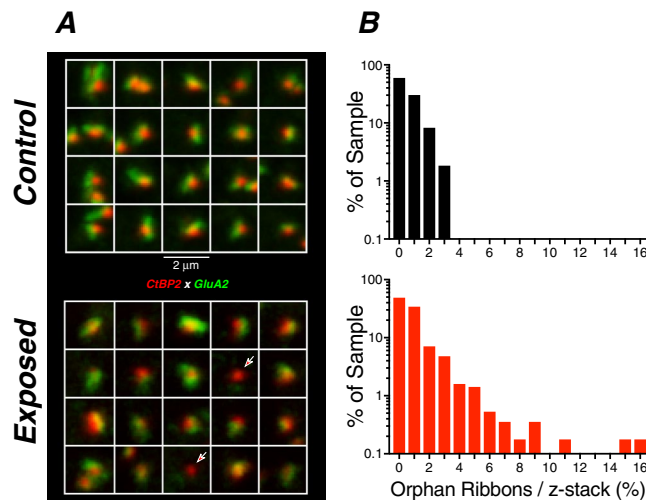 A
B
Control
2 μm
CtBP2 x GluA2
Exposed
% of Sample
100
10
1
0.1
0 2 4 6 8 10 12 14 16
% of Sample
100
10
1
0.1
0 2 4 6 8 10 12 14 16
Orphan Ribbons / z-stack (%)